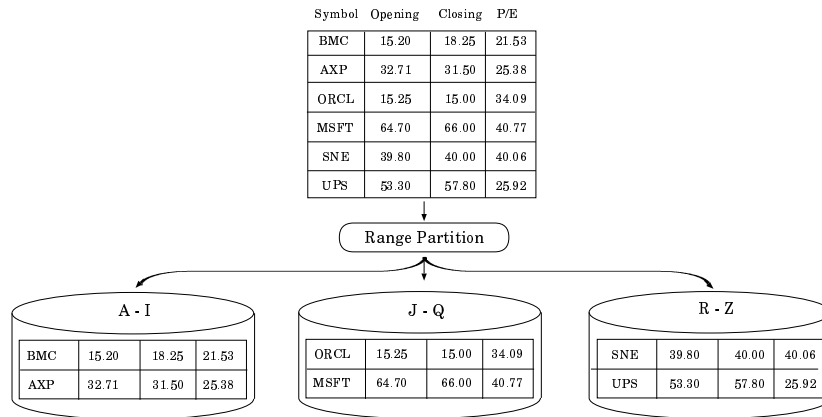 Symbol Opening Closing P/E
BMC 15.20 18.25 21.53
AXP 32.71 31.50 25.38
ORCL 15.25 15.00 34.09
MSFT 64.70 66.00 40.77
SNE 39.80 40.00 40.06
UPS 53.30 57.80 25.92
Range Partition
A - I
BMC 15.20 18.25 21.53
AXP 32.71 31.50 25.38
J - Q
ORCL 15.25 15.00 34.09
MSFT 64.70 66.00 40.77
R - Z
SNE 39.80 40.00 40.06
UPS 53.30 57.80 25.92